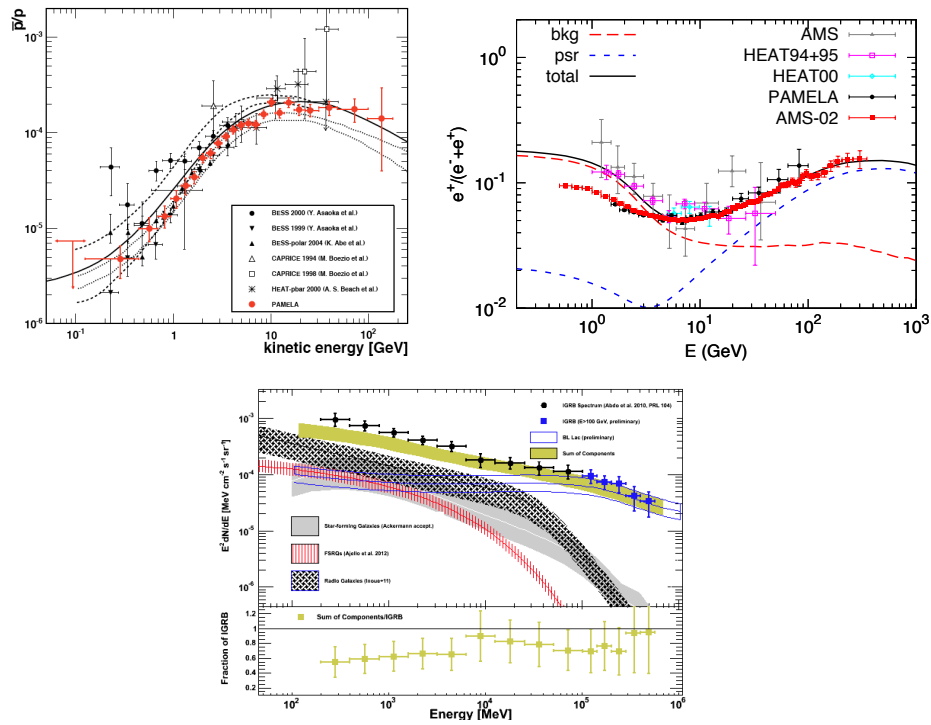 p̅/p
10⁻³
10⁻⁴
10⁻⁵
10⁻⁶
BESS 2000 (Y. Asaoka et al.)
BESS 1999 (Y. Asaoka et al.)
BESS-polar 2004 (K. Abe et al.)
CAPRICE 1994 (M. Boezio et al.)
CAPRICE 1998 (M. Boezio et al.)
HEAT-pbar 2000 (A. S. Beach et al.)
PAMELA
10⁻¹ 1 10 10²
kinetic energy [GeV]
e⁺/(e⁻+e⁺)
10⁰
10⁻¹
10⁻²
bkg
psr
total
AMS
HEAT94+95
HEAT00
PAMELA
AMS-02
10⁰ 10¹ 10² 10³
E (GeV)
E² dN/dE [MeV cm⁻² s⁻¹ sr⁻¹]
10⁻³
10⁻⁴
10⁻⁵
10⁻⁶
IGRB Spectrum (Abdo et al. 2010, PRL 104)
IGRB (E>100 GeV, preliminary)
BL Lac (preliminary)
Sum of Components
Star-forming Galaxies (Ackermann accept.)
FSRQs (Ajello et al. 2012)
Radio Galaxies (Inoue+11)
Fraction of IGRB
1.2
1
0.8
0.6
0.4
0.2
Sum of Components/IGRB
10² 10³ 10⁴ 10⁵ 10⁶
Energy [MeV]